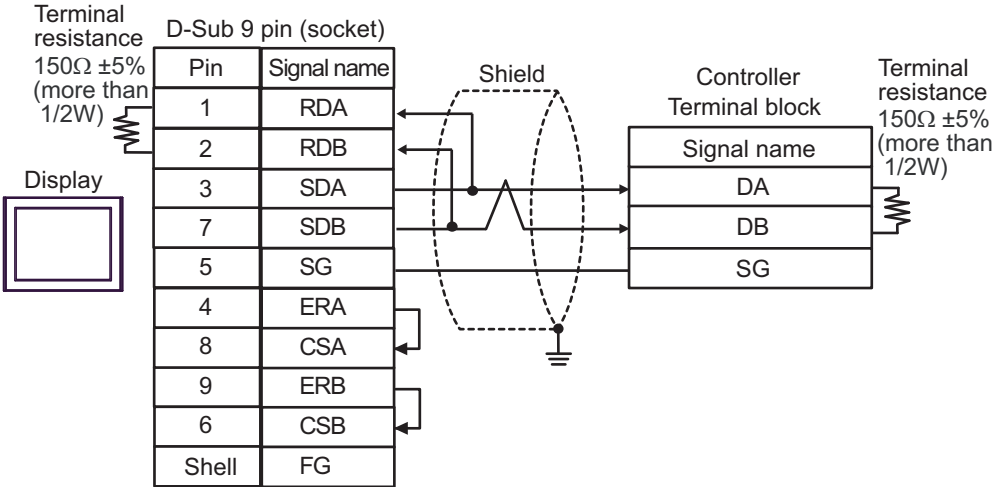 Terminal
resistance
150Ω ±5%
(more than
1/2W)
D-Sub 9 pin (socket)
Display
Pin Signal name
1 RDA
2 RDB
3 SDA
7 SDB
5 SG
4 ERA
8 CSA
9 ERB
6 CSB
Shell FG
Shield
Controller
Terminal block
Signal name
DA
DB
SG
Terminal
resistance
150Ω ±5%
(more than
1/2W)